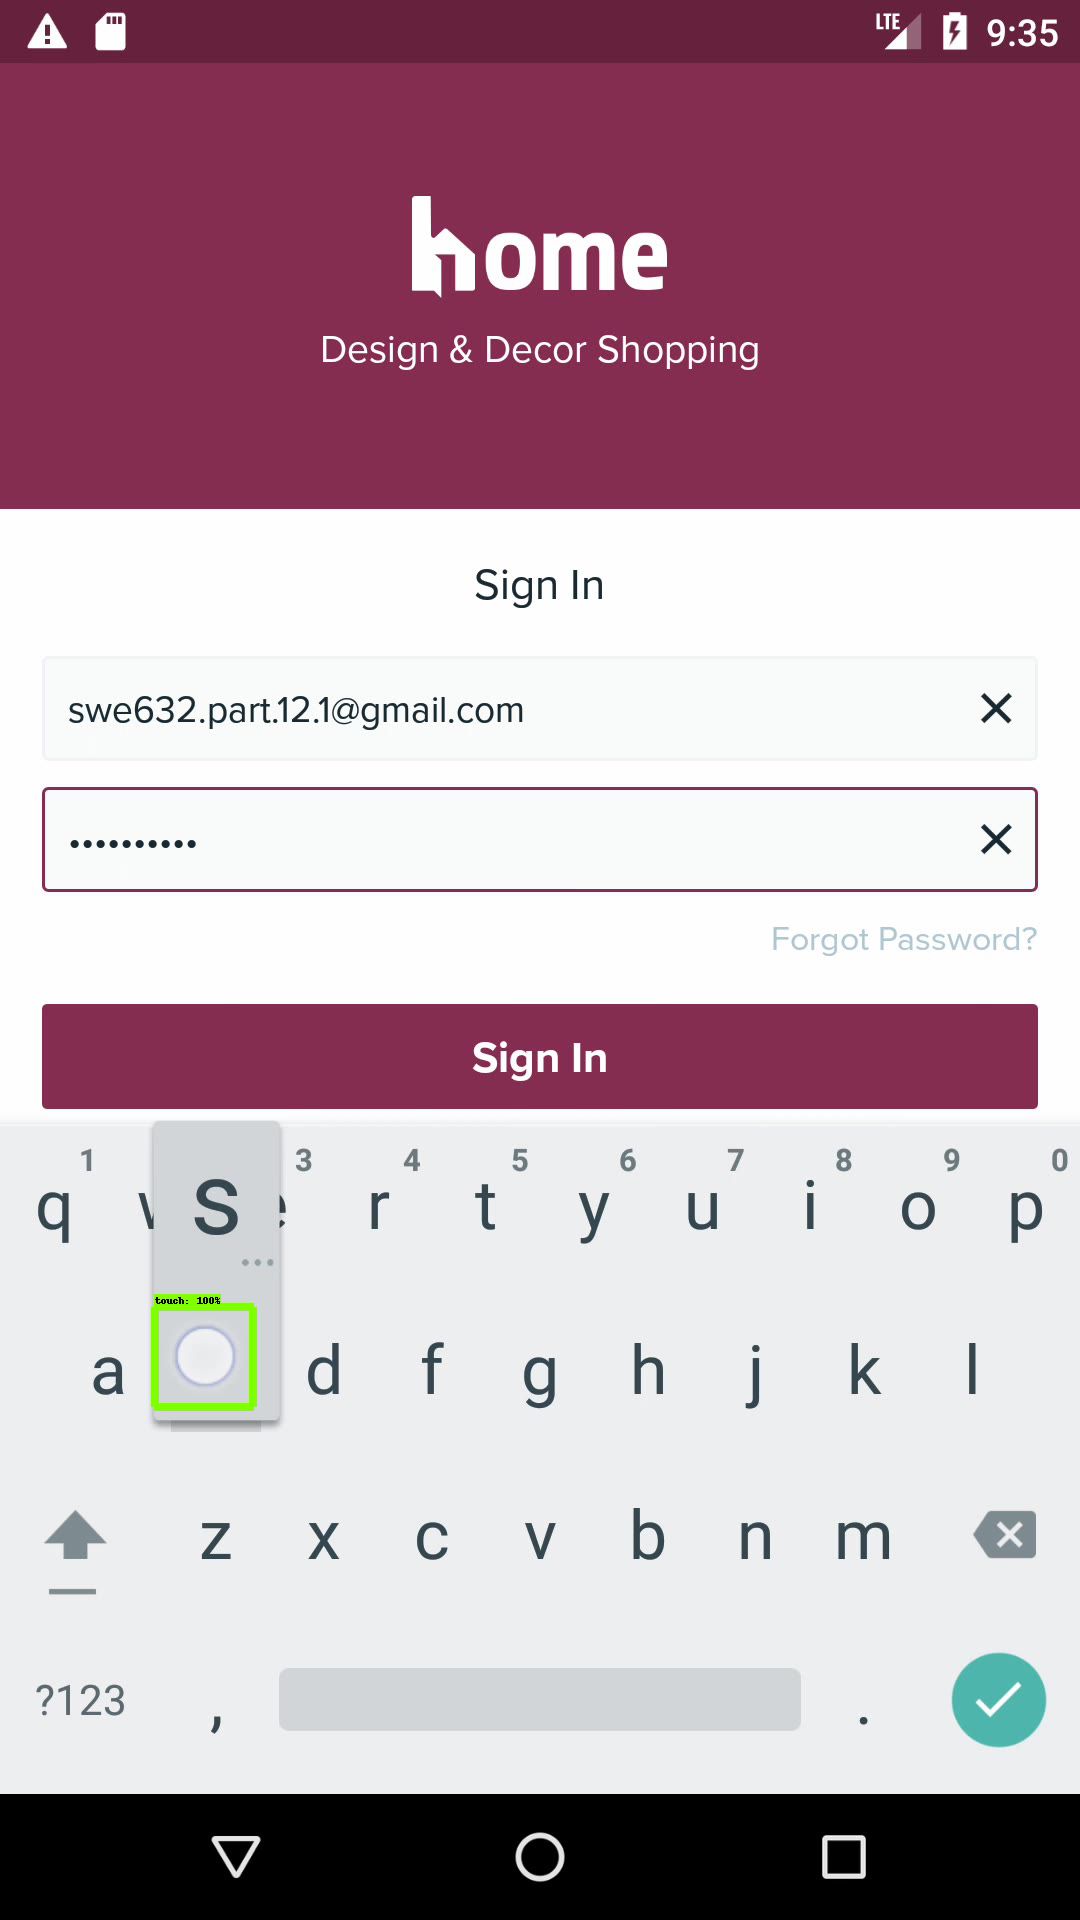 LTE 9:35
home
Design & Decor Shopping
Sign In
swe632.part.12.1@gmail.com
••••••••••
Forgot Password?
Sign In
1 3 4 5 6 7 8 9 0
q w s e r t y u i o p
touch: 100%
a d f g h j k l
z x c v b n m
?123 , .